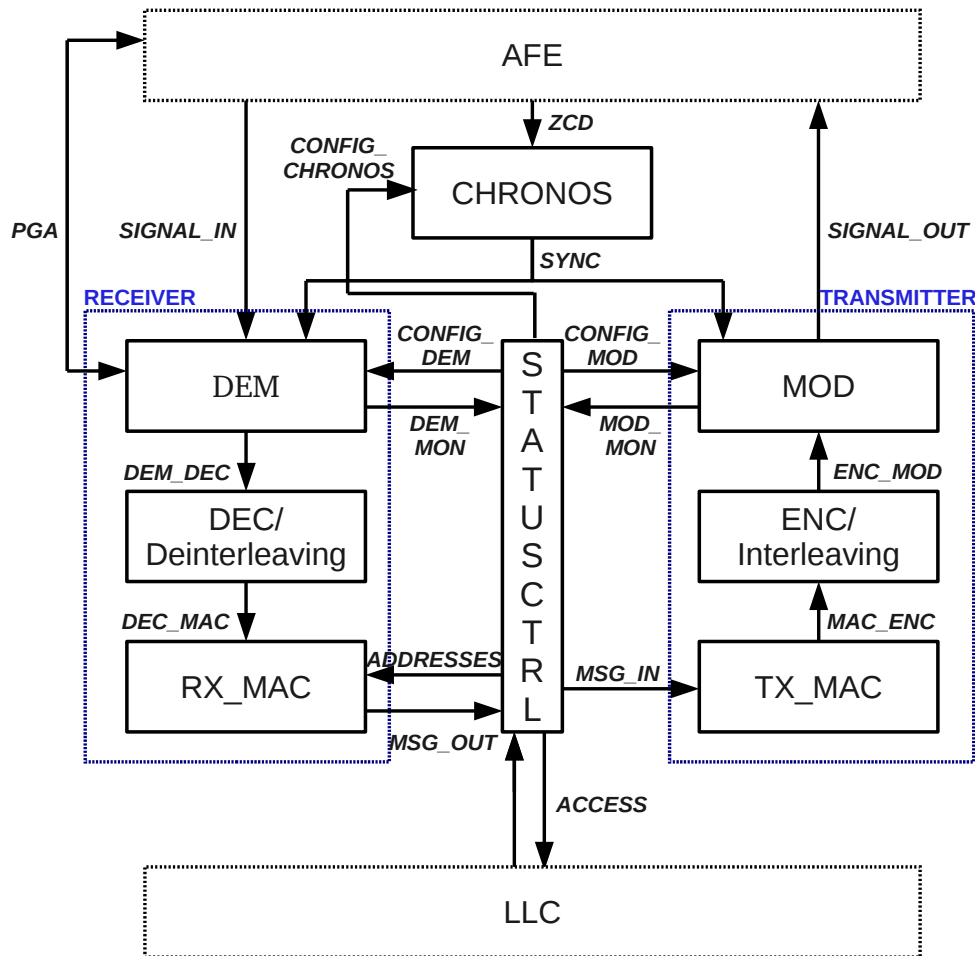 AFE
ZCD
CONFIG_
CHRONOS
CHRONOS
PGA
SIGNAL_IN
SIGNAL_OUT
SYNC
RECEIVER
TRANSMITTER
CONFIG_
DEM
CONFIG_
MOD
DEM
MOD
DEM_
MON
MOD_
MON
S
T
A
T
U
S
C
T
R
L
DEM_DEC
ENC_MOD
DEC/
Deinterleaving
ENC/
Interleaving
DEC_MAC
MAC_ENC
ADDRESSES
MSG_IN
RX_MAC
TX_MAC
MSG_OUT
ACCESS
LLC